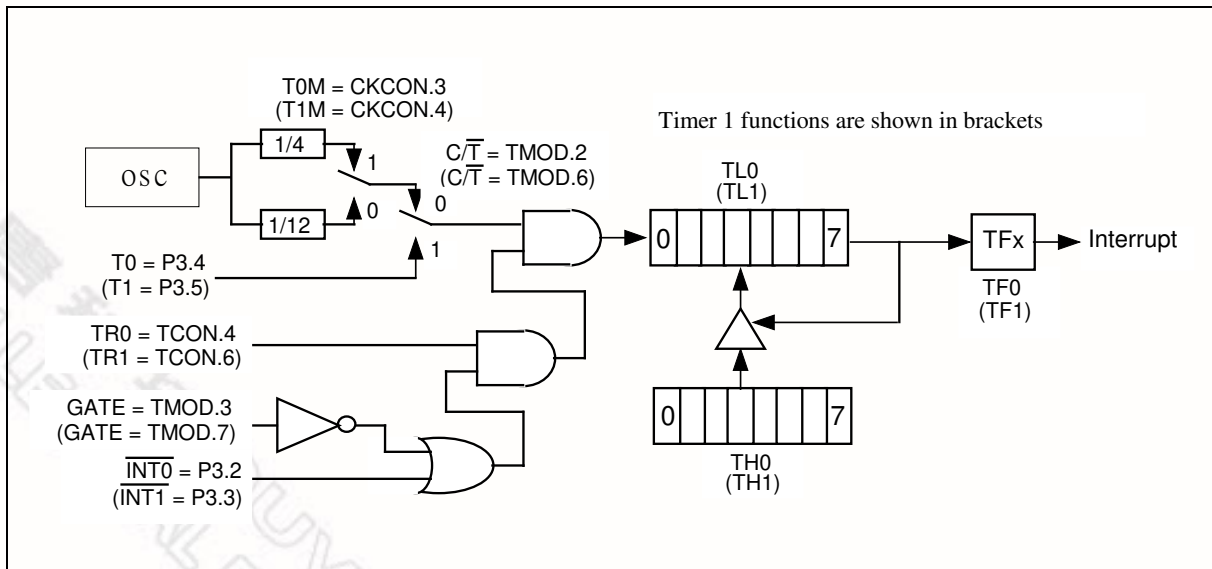 T0M = CKCON.3
(T1M = CKCON.4)
Timer 1 functions are shown in brackets
1/4
OSC
1
C/T̅ = TMOD.2
(C/T̅ = TMOD.6)
TL0
(TL1)
0
0
1/12
1
0
7
TFx
Interrupt
T0 = P3.4
(T1 = P3.5)
TF0
(TF1)
TR0 = TCON.4
(TR1 = TCON.6)
GATE = TMOD.3
(GATE = TMOD.7)
0
7
I̅N̅T̅0̅ = P3.2
(I̅N̅T̅1̅ = P3.3)
TH0
(TH1)